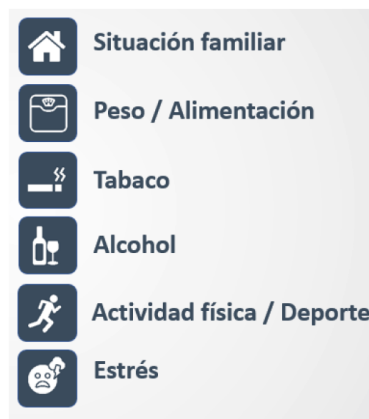 Situación familiar
Peso / Alimentación
Tabaco
Alcohol
Actividad física / Deporte
Estrés